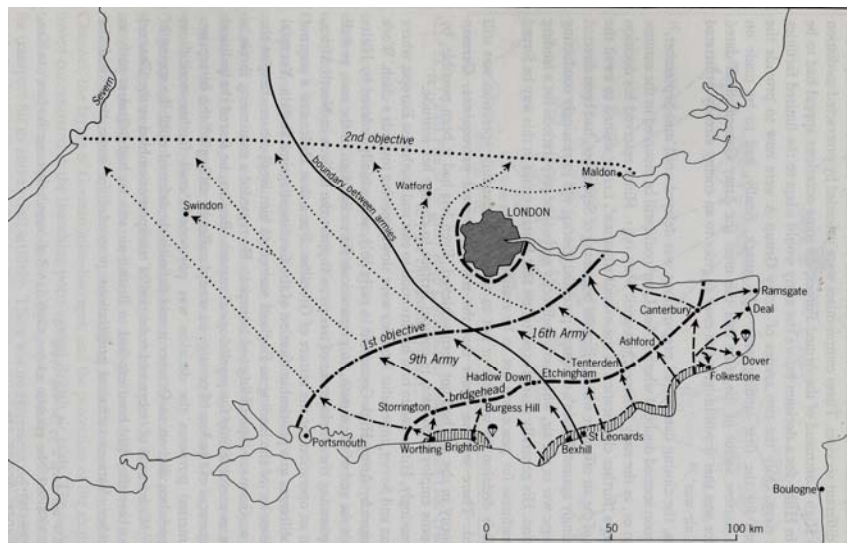 Severn
2nd objective
boundary between armies
Watford
Maldon
Swindon
LONDON
Ramsgate
Canterbury
Deal
1st objective
16th Army
Ashford
9th Army
Dover
Tenterden
Hadlow Down
Etchingham
Folkestone
bridgehead
Storrington
Burgess Hill
Portsmouth
Worthing
Brighton
Bexhill
St Leonards
Boulogne
0
50
100 km